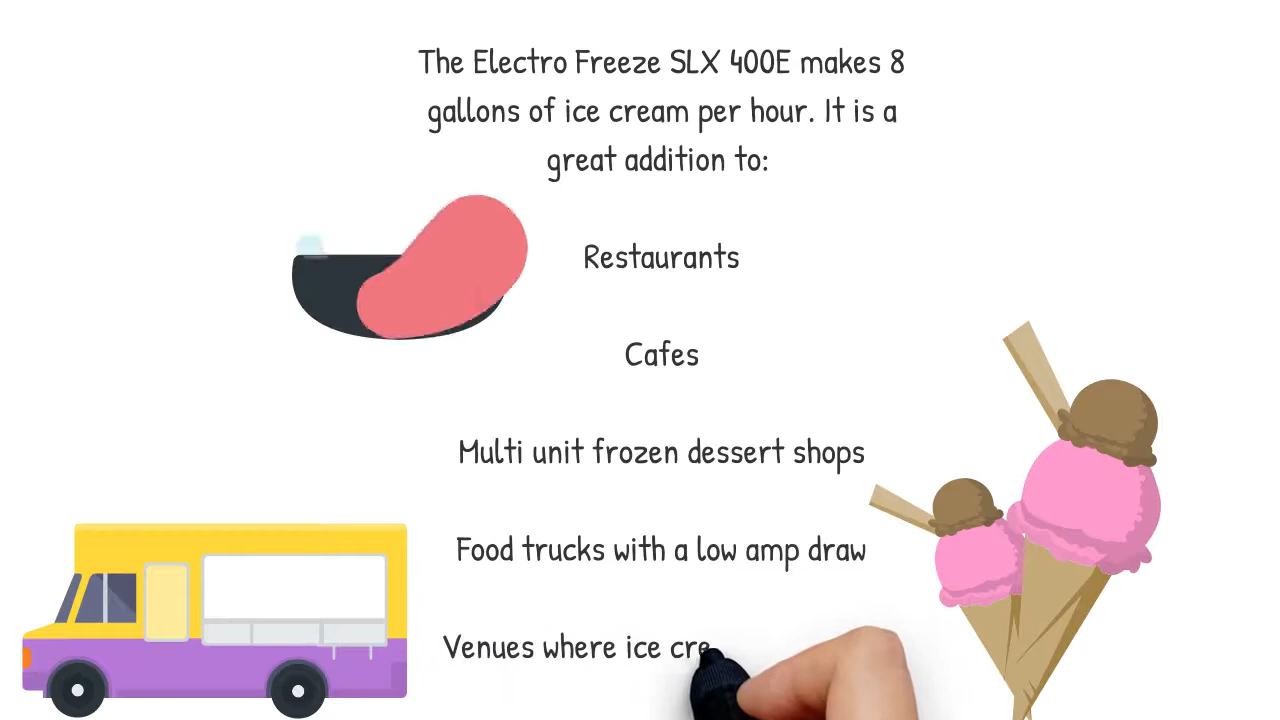 The Electro Freeze SLX 400E makes 8
gallons of ice cream per hour. It is a
great addition to:
Restaurants
Cafes
Multi unit frozen dessert shops
Food trucks with a low amp draw
Venues where ice cre